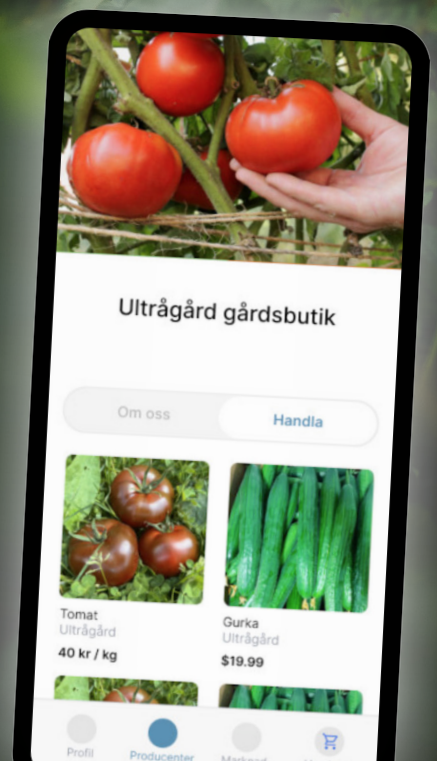 Ultrågård gårdsbutik
Om oss Handla
Tomat
Ultrågård
40 kr / kg
Gurka
Ultrågård
$19.99
Profil Producenter